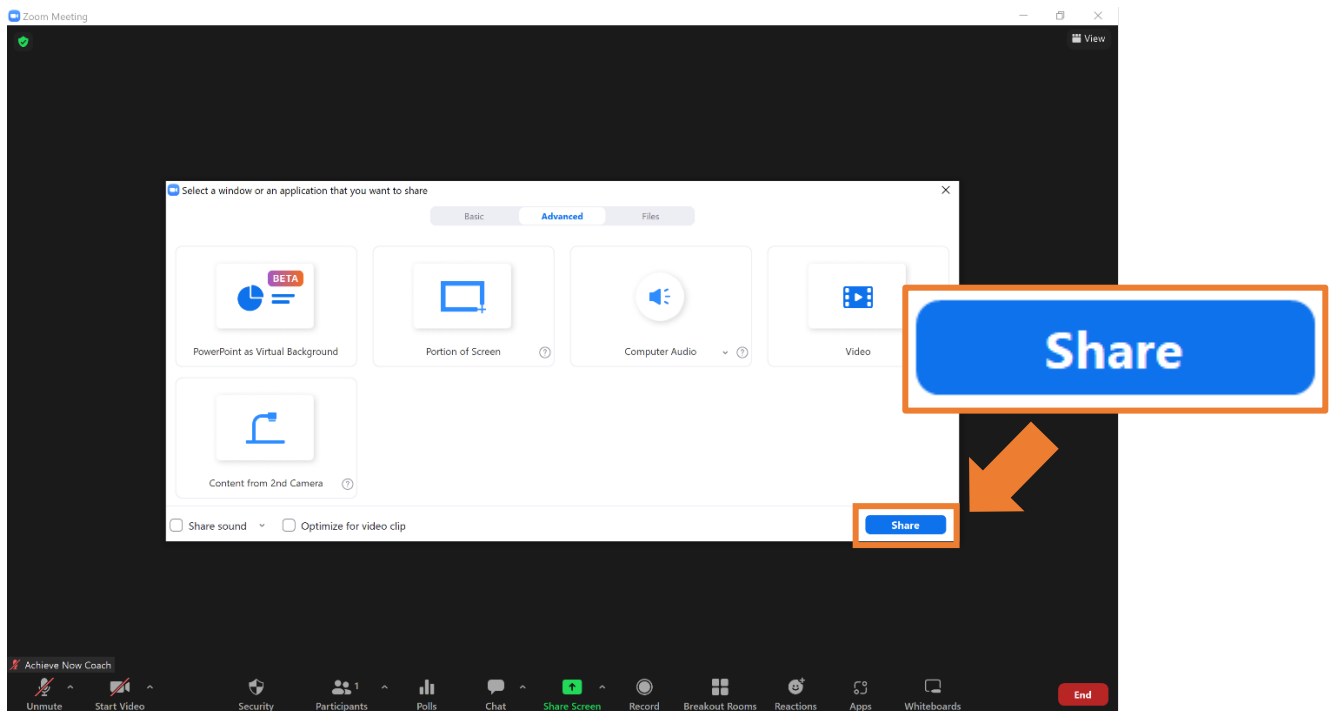 Zoom Meeting
View
Select a window or an application that you want to share
Basic Advanced Files
BETA
PowerPoint as Virtual Background
Portion of Screen
Computer Audio
Video
Share
Content from 2nd Camera
Share sound
Optimize for video clip
Share
Achieve Now Coach
Unmute
Start Video
Security
1
Participants
Polls
Chat
Share Screen
Record
Breakout Rooms
Reactions
Apps
Whiteboards
End